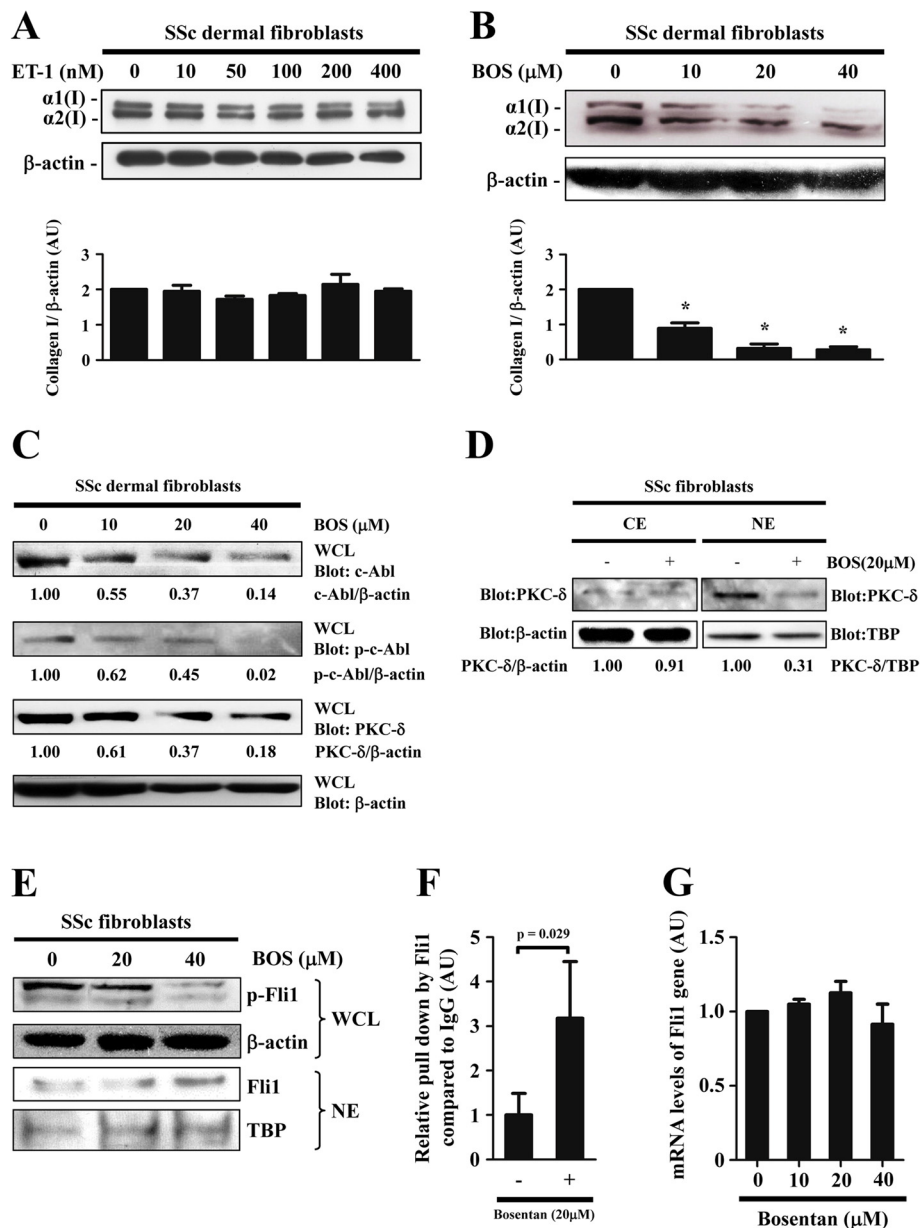 A
SSc dermal fibroblasts
ET-1 (nM) 0 10 50 100 200 400
α1(I) -
α2(I) -
β-actin -
Collagen I/ β-actin (AU)
3
2
1
0
B
SSc dermal fibroblasts
BOS (μM) 0 10 20 40
α1(I) -
α2(I) -
β-actin -
Collagen I/ β-actin (AU)
3
2
1
0
* * *
C
SSc dermal fibroblasts
0 10 20 40 BOS (μM)
WCL
Blot: c-Abl
1.00 0.55 0.37 0.14 c-Abl/β-actin
WCL
Blot: p-c-Abl
1.00 0.62 0.45 0.02 p-c-Abl/β-actin
WCL
Blot: PKC-δ
1.00 0.61 0.37 0.18 PKC-δ/β-actin
WCL
Blot: β-actin
D
SSc fibroblasts
CE NE
- + - + BOS(20μM)
Blot:PKC-δ Blot:PKC-δ
Blot:β-actin Blot:TBP
PKC-δ/β-actin 1.00 0.91 1.00 0.31 PKC-δ/TBP
E
SSc fibroblasts
0 20 40 BOS (μM)
p-Fli1
β-actin
WCL
Fli1
TBP
NE
F
Relative pull down by Fli1
compared to IgG (AU)
5
4
3
2
1
0
p = 0.029
- +
Bosentan (20μM)
G
mRNA levels of Fli1 gene (AU)
1.5
1.0
0.5
0
0 10 20 40
Bosentan (μM)